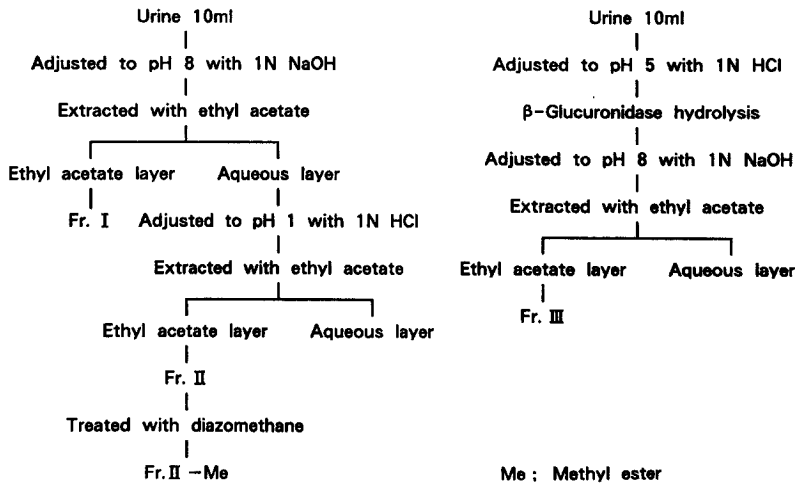 Urine 10ml
Adjusted to pH 8 with 1N NaOH
Extracted with ethyl acetate
Ethyl acetate layer Aqueous layer
Fr. I Adjusted to pH 1 with 1N HCl
Extracted with ethyl acetate
Ethyl acetate layer Aqueous layer
Fr. II
Treated with diazomethane
Fr. II -Me
Urine 10ml
Adjusted to pH 5 with 1N HCl
β-Glucuronidase hydrolysis
Adjusted to pH 8 with 1N NaOH
Extracted with ethyl acetate
Ethyl acetate layer Aqueous layer
Fr. III
Me ; Methyl ester